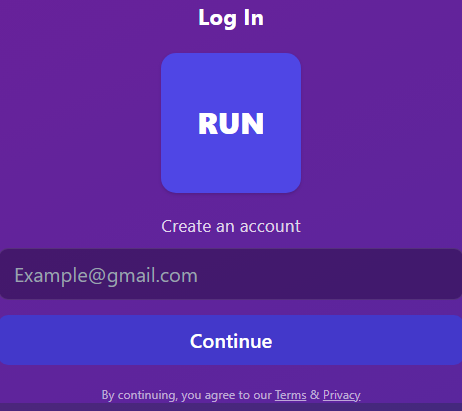 Log In
RUN
Create an account
Example@gmail.com
Continue
By continuing, you agree to our Terms & Privacy